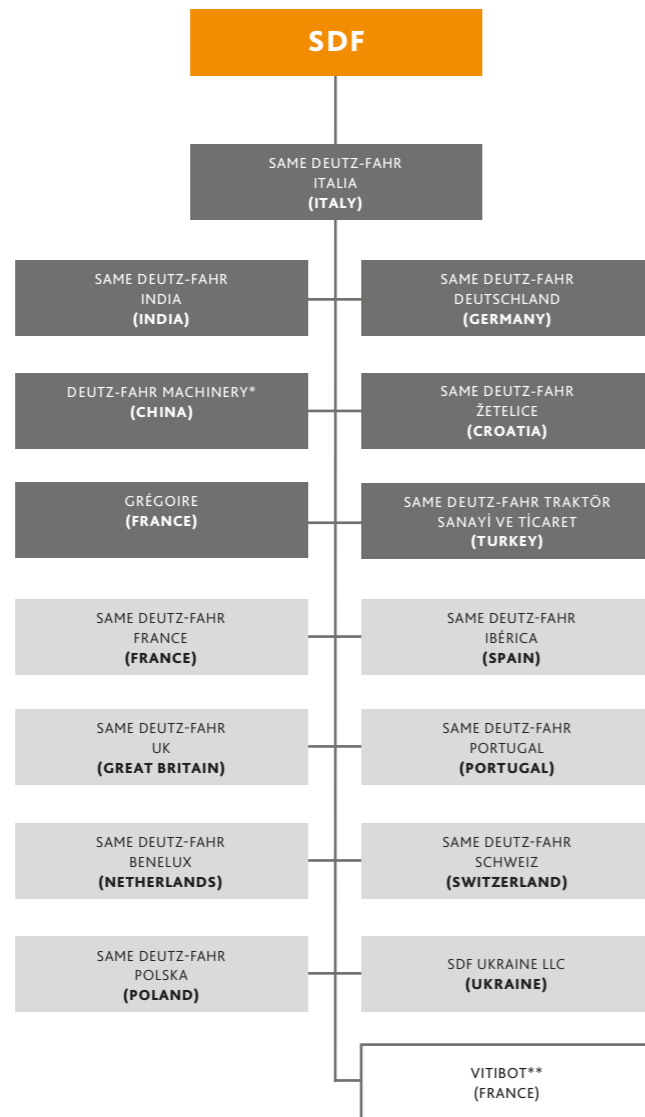 SDF
SAME DEUTZ-FAHR
ITALIA
(ITALY)
SAME DEUTZ-FAHR
INDIA
(INDIA)
SAME DEUTZ-FAHR
DEUTSCHLAND
(GERMANY)
DEUTZ-FAHR MACHINERY*
(CHINA)
SAME DEUTZ-FAHR
ŽETELICE
(CROATIA)
GRÉGOIRE
(FRANCE)
SAME DEUTZ-FAHR TRAKTÖR
SANAYİ VE TİCARET
(TURKEY)
SAME DEUTZ-FAHR
FRANCE
(FRANCE)
SAME DEUTZ-FAHR
IBÉRICA
(SPAIN)
SAME DEUTZ-FAHR
UK
(GREAT BRITAIN)
SAME DEUTZ-FAHR
PORTUGAL
(PORTUGAL)
SAME DEUTZ-FAHR
BENELUX
(NETHERLANDS)
SAME DEUTZ-FAHR
SCHWEIZ
(SWITZERLAND)
SAME DEUTZ-FAHR
POLSKA
(POLAND)
SDF UKRAINE LLC
(UKRAINE)
VITIBOT**
(FRANCE)